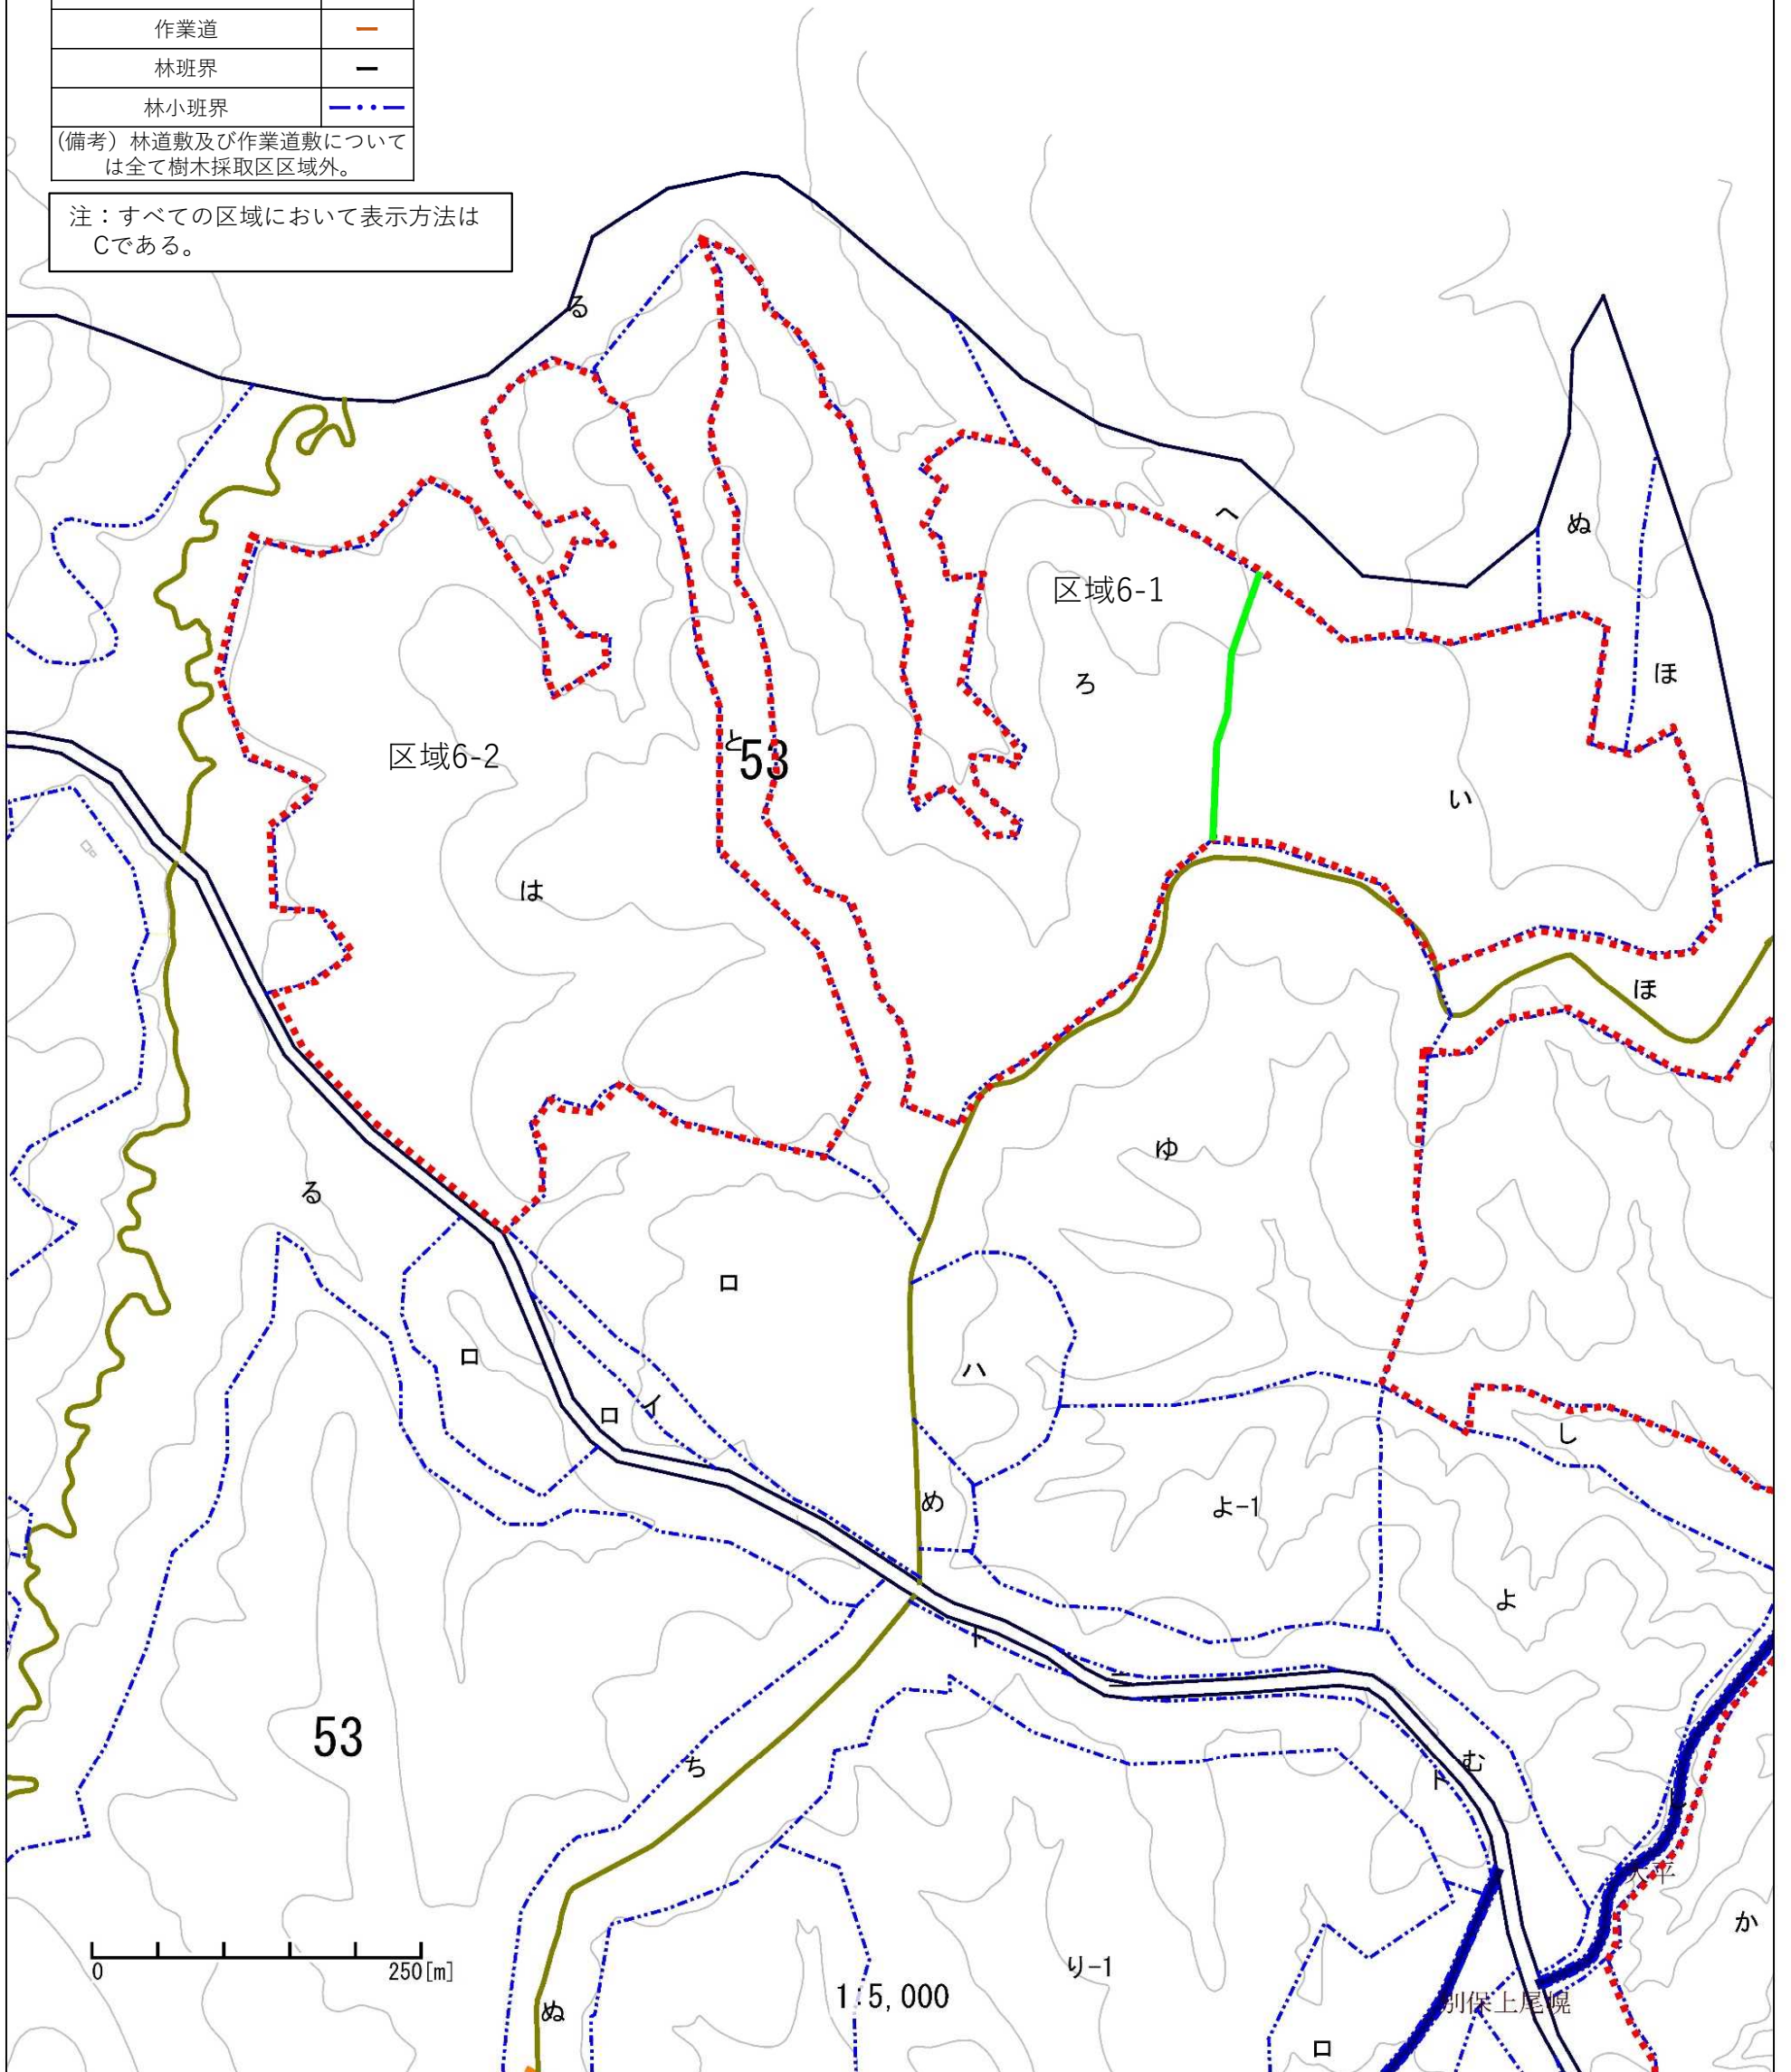 作業道
林班界
林小班界
(備考）林道敷及び作業道敷について
は全て樹木採取区区域外。
注：すべての区域において表示方法は
Cである。
る
ぬ
へ
区域6-1
ほ
ろ
と
53
区域6-2
い
は
ほ
ゆ
る
ロ
ロ
ハ
イ
ロ
し
め
よ-1
よ
ト
ニ
53
む
ち
ト
大平
か
0
250[m]
り-1
1:5,000
ぬ
別保上尾幌
ロ